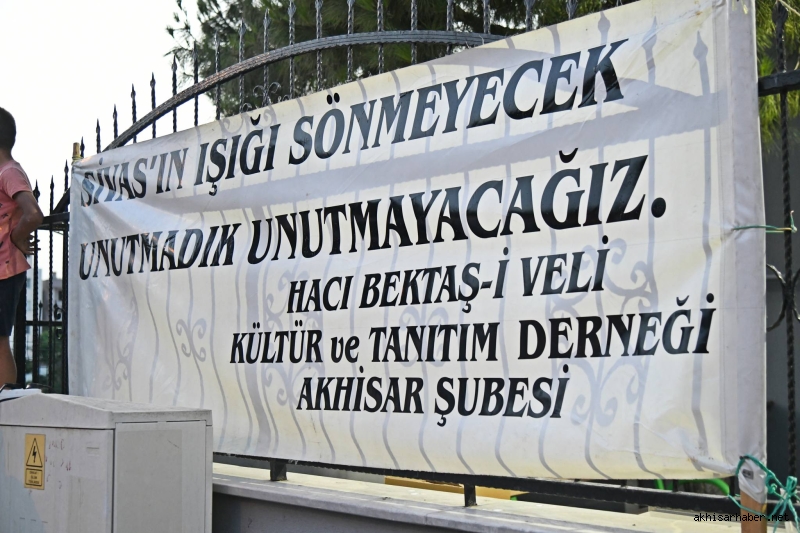 SİVAS'IN IŞIĞI SÖNMEYECEK
UNUTMADIK UNUTMAYACAĞIZ.
HACI BEKTAŞ-İ VELİ
KÜLTÜR ve TANITIM DERNEĞİ
AKHİSAR ŞUBESİ
akhisarhaber.net